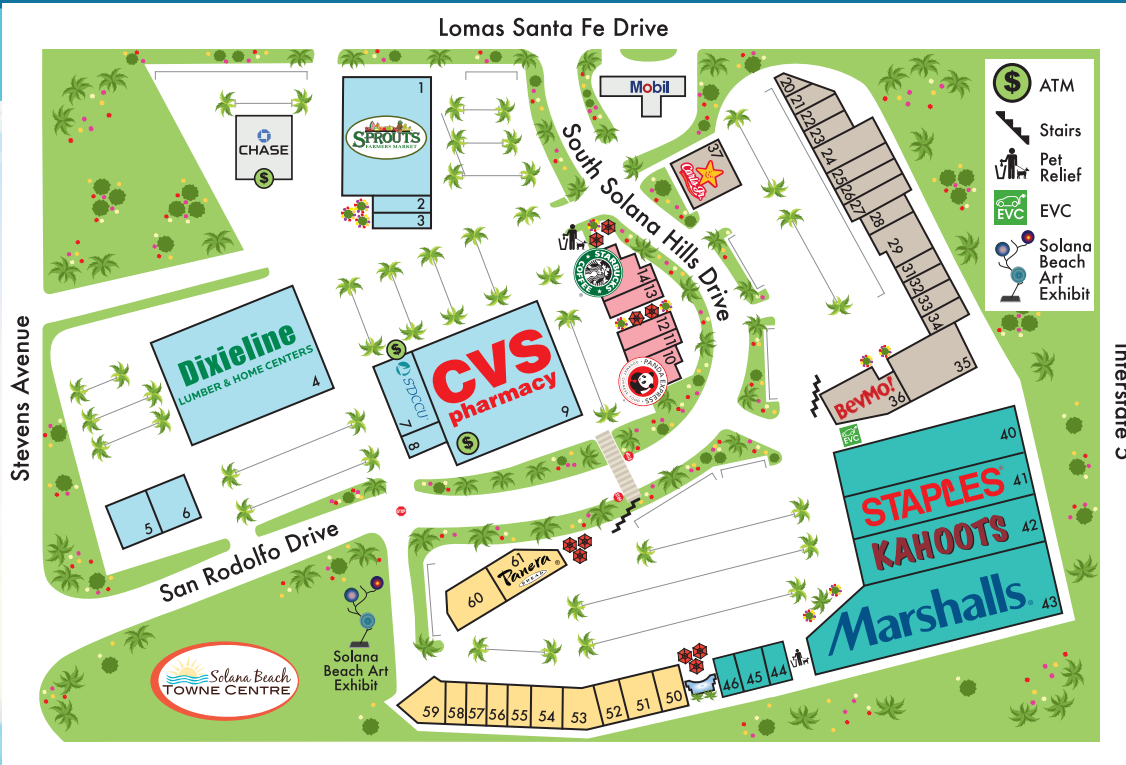 Lomas Santa Fe Drive
Mobil
$
ATM
Stairs
Pet
Relief
EVC
EVC
Solana
Beach
Art
Exhibit
CHASE
$
1
SPROUTS
FARMERS MARKET
2
3
South Solana Hills Drive
37
Carl's Jr.
20
21
22
23
24
25
26
27
28
29
31
32
33
34
35
36
BevMo!
EVC
STARBUCKS
COFFEE
14
13
12
11
10
PANDA EXPRESS
Stevens Avenue
Interstate 5
Dixieline
LUMBER & HOME CENTERS
4
$
SDCCU
7
8
CVS
pharmacy
9
$
5
6
San Rodolfo Drive
STOP
40
STAPLES
41
KAHOOTS
42
Marshalls
43
61
Panera
BREAD
60
Solana
Beach Art
Exhibit
Solana Beach
TOWNE CENTRE
59
58
57
56
55
54
53
52
51
50
46
45
44